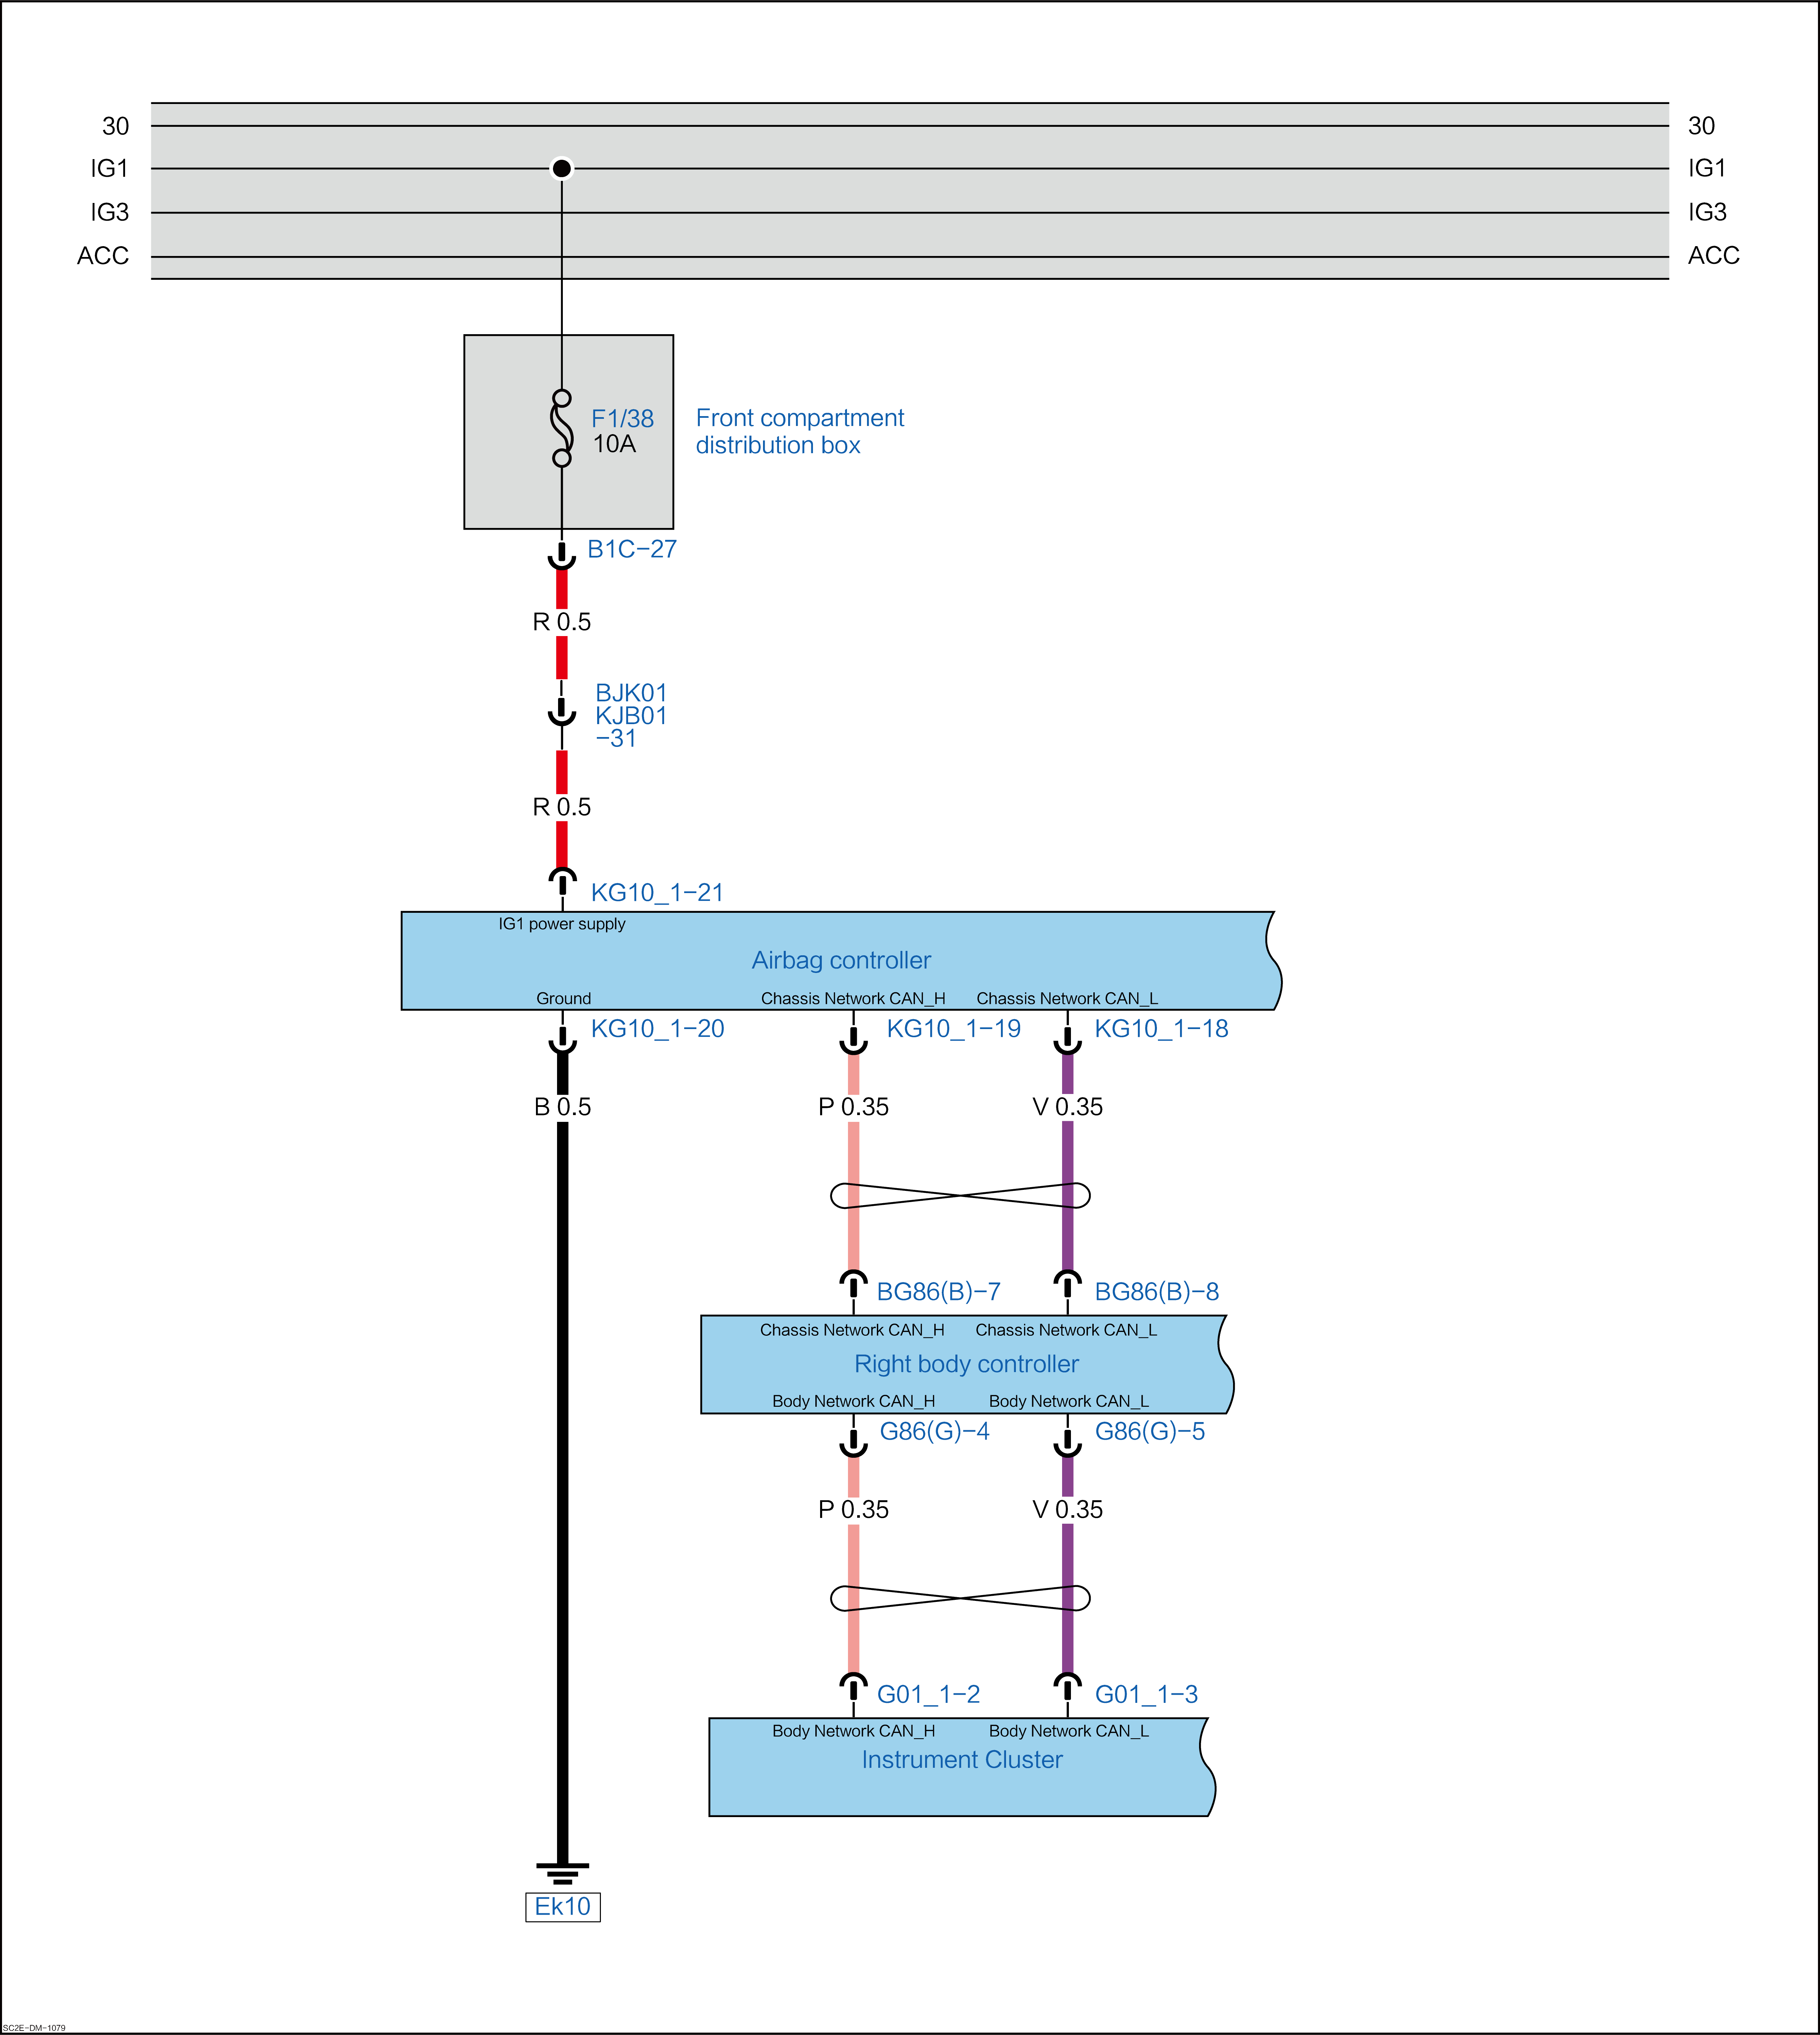 30
30
IG1
IG1
IG3
IG3
ACC
ACC
F1/38
10A
Front compartment
distribution box
B1C-27
R 0.5
BJK01
KJB01
-31
R 0.5
KG10_1-21
IG1 power supply
Airbag controller
Ground
Chassis Network CAN_H
Chassis Network CAN_L
KG10_1-20
KG10_1-19
KG10_1-18
B 0.5
P 0.35
V 0.35
BG86(B)-7
BG86(B)-8
Chassis Network CAN_H
Chassis Network CAN_L
Right body controller
Body Network CAN_H
Body Network CAN_L
G86(G)-4
G86(G)-5
P 0.35
V 0.35
G01_1-2
G01_1-3
Body Network CAN_H
Body Network CAN_L
Instrument Cluster
Ek10
SC2E-DM-1079